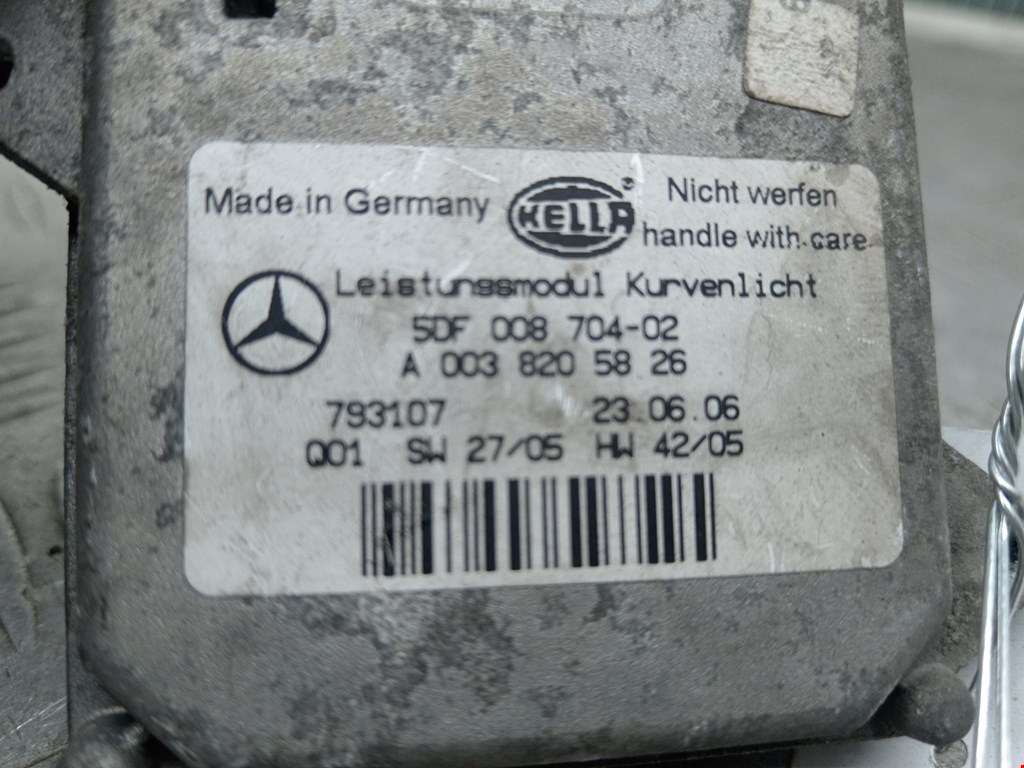 Made in Germany
HELLA
Nicht werfen
handle with care
Leistungsmodul Kurvenlicht
5DF 008 704-02
A 003 820 58 26
793107 23.06.06
Q01 SW 27/05 HW 42/05